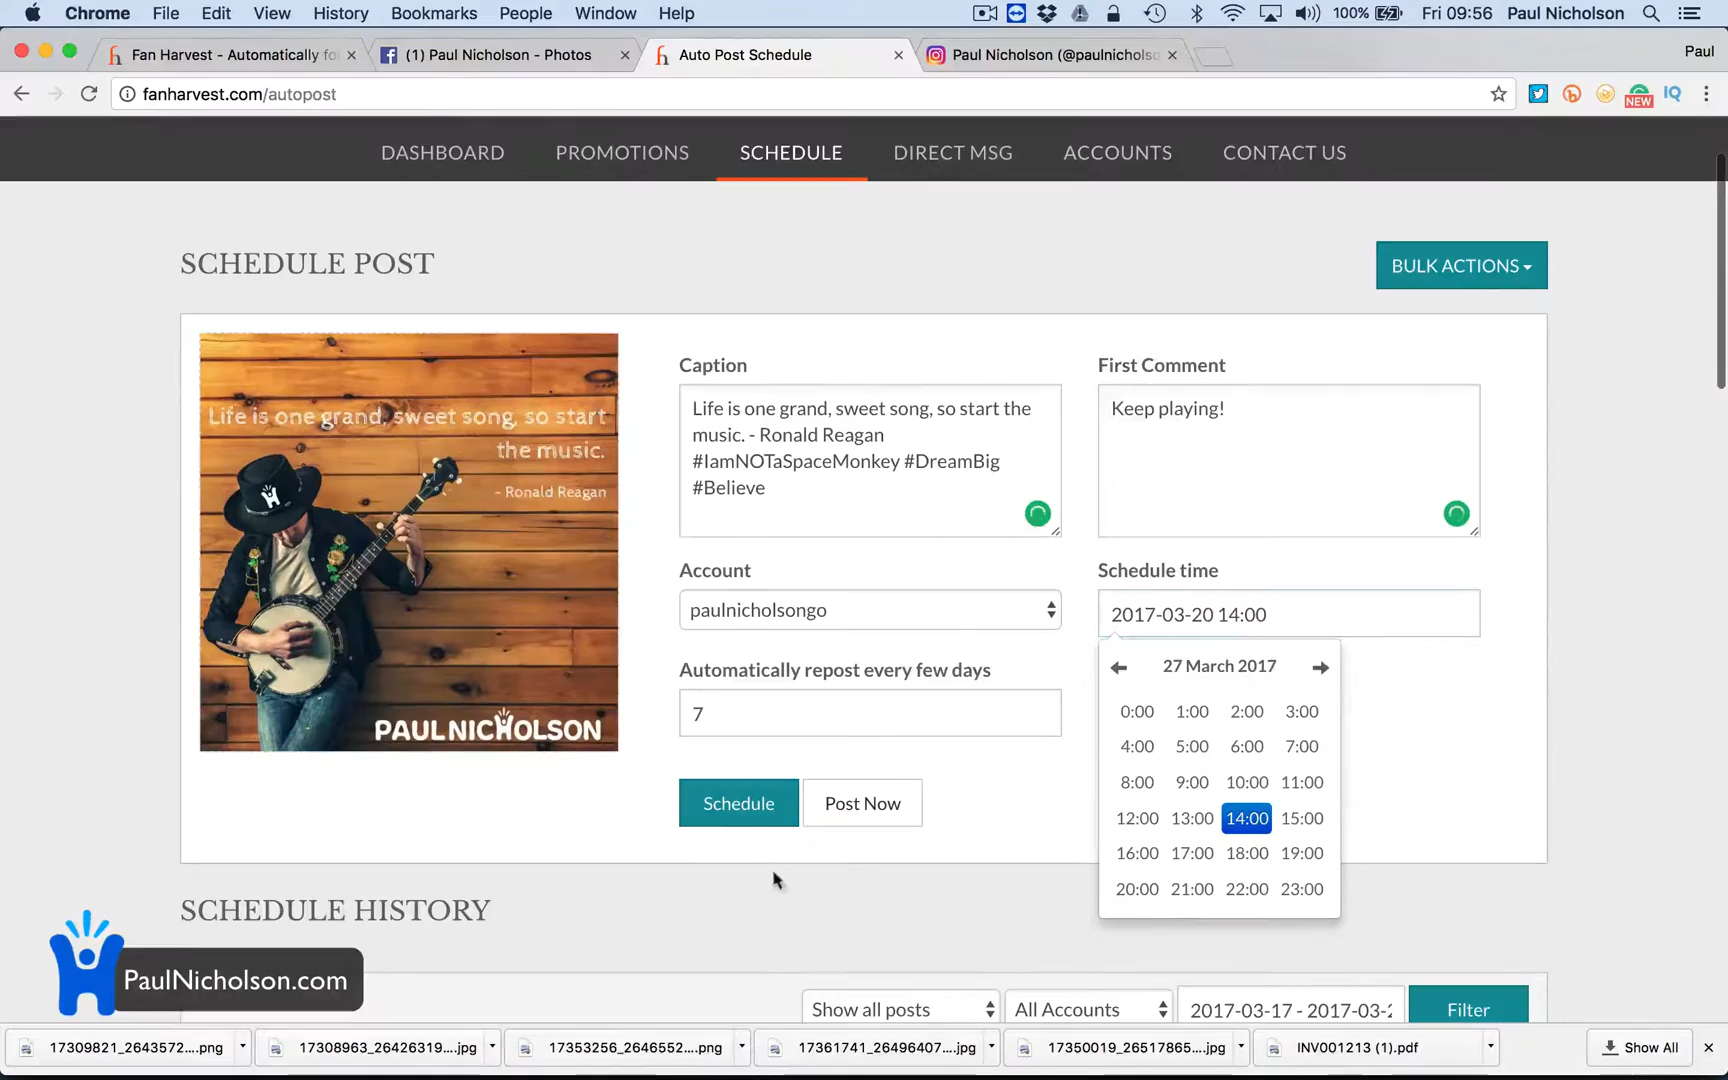 Chrome File Edit View History Bookmarks People Window Help 100% Fri 09:56 Paul Nicholson
Fan Harvest - Automatically fo
(1) Paul Nicholson - Photos
Auto Post Schedule
Paul Nicholson (@paulnicholso
Paul
fanharvest.com/autopost
NEW
IQ
DASHBOARD PROMOTIONS SCHEDULE DIRECT MSG ACCOUNTS CONTACT US
SCHEDULE POST
BULK ACTIONS
Life is one grand, sweet song, so start
the music.
- Ronald Reagan
PAULNICHOLSON
Caption
Life is one grand, sweet song, so start the
music. - Ronald Reagan
#IamNOTaSpaceMonkey #DreamBig
#Believe
First Comment
Keep playing!
Account
paulnicholsongo
Schedule time
2017-03-20 14:00
Automatically repost every few days
7
27 March 2017
0:00 1:00 2:00 3:00
4:00 5:00 6:00 7:00
8:00 9:00 10:00 11:00
12:00 13:00 14:00 15:00
16:00 17:00 18:00 19:00
20:00 21:00 22:00 23:00
Schedule
Post Now
SCHEDULE HISTORY
PaulNicholson.com
Show all posts
All Accounts
2017-03-17 - 2017-03-2
Filter
17309821_2643572....png
17308963_26426319....jpg
17353256_2646552....png
17361741_26496407....jpg
17350019_26517865....jpg
INV001213 (1).pdf
Show All